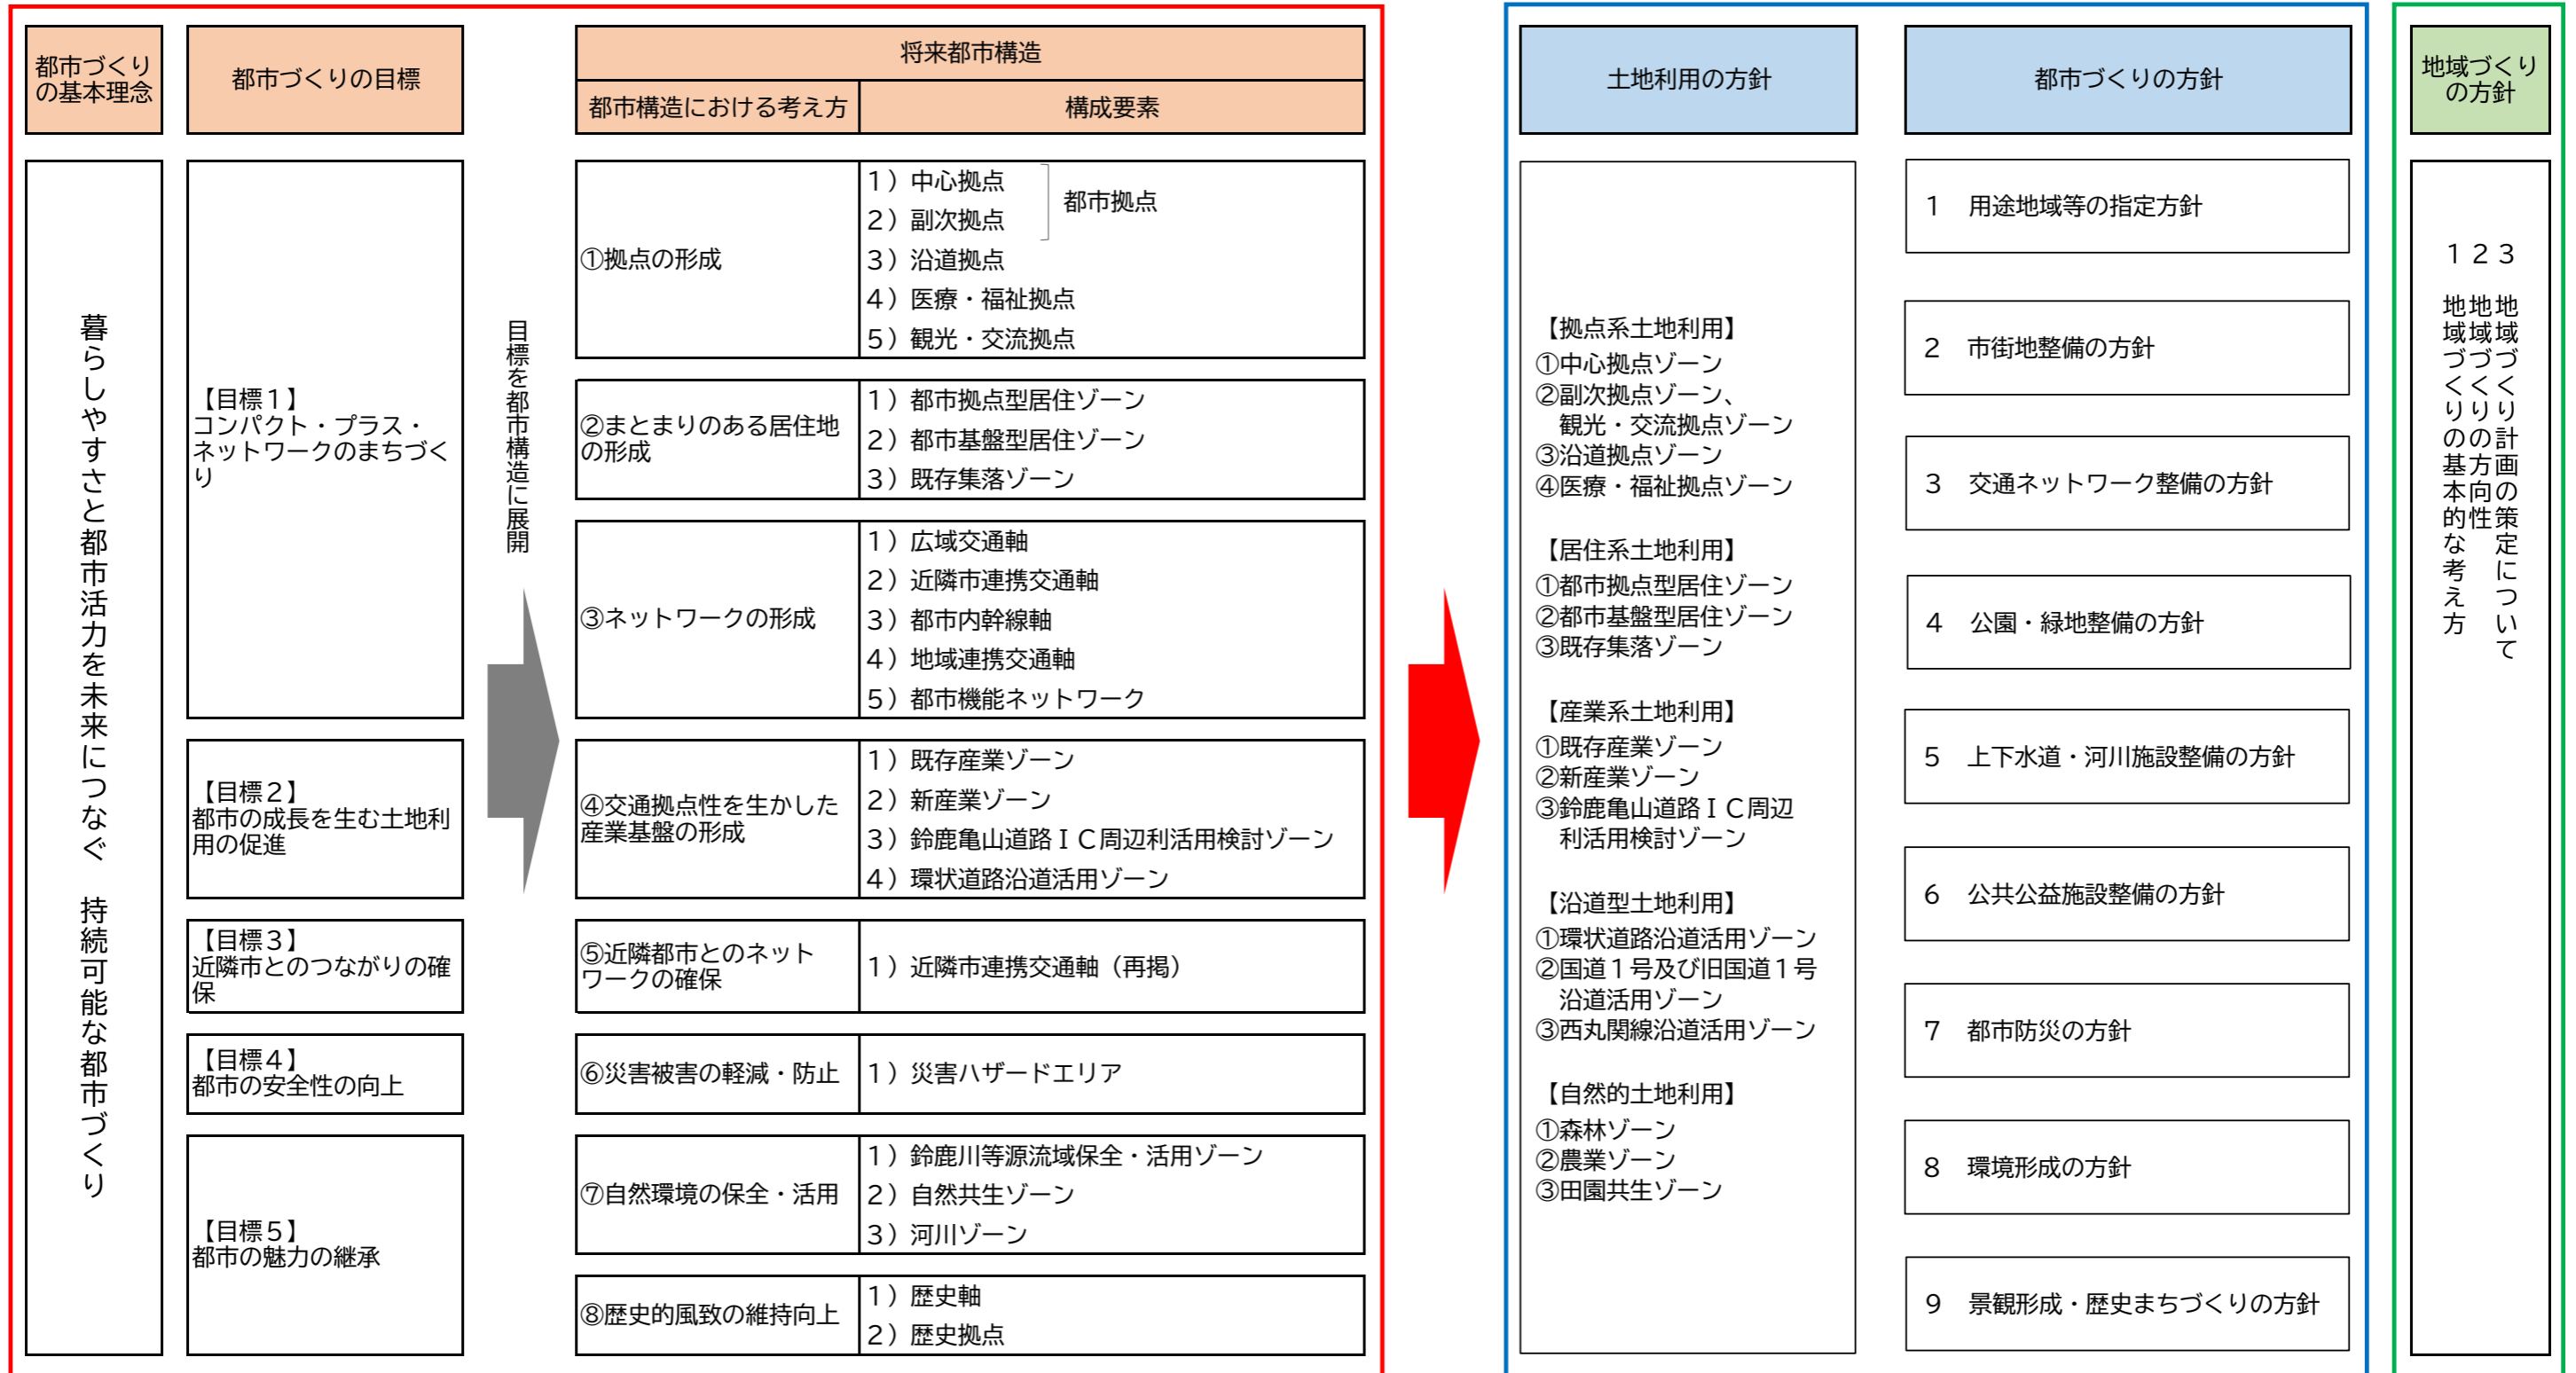 都市づくり
の基本理念
暮らしやすさと都市活力を未来につなぐ　持続可能な都市づくり
都市づくりの目標
【目標１】
コンパクト・プラス・
ネットワークのまちづく
り
【目標２】
都市の成長を生む土地利
用の促進
【目標３】
近隣市とのつながりの確
保
【目標４】
都市の安全性の向上
【目標５】
都市の魅力の継承
目標を都市構造に展開
将来都市構造
都市構造における考え方
構成要素
①拠点の形成
１）中心拠点
２）副次拠点
都市拠点
３）沿道拠点
４）医療・福祉拠点
５）観光・交流拠点
②まとまりのある居住地
の形成
１）都市拠点型居住ゾーン
２）都市基盤型居住ゾーン
３）既存集落ゾーン
③ネットワークの形成
１）広域交通軸
２）近隣市連携交通軸
３）都市内幹線軸
４）地域連携交通軸
５）都市機能ネットワーク
④交通拠点性を生かした
産業基盤の形成
１）既存産業ゾーン
２）新産業ゾーン
３）鈴鹿亀山道路ＩＣ周辺利活用検討ゾーン
４）環状道路沿道活用ゾーン
⑤近隣都市とのネット
ワークの確保
１）近隣市連携交通軸（再掲）
⑥災害被害の軽減・防止
１）災害ハザードエリア
⑦自然環境の保全・活用
１）鈴鹿川等源流域保全・活用ゾーン
２）自然共生ゾーン
３）河川ゾーン
⑧歴史的風致の維持向上
１）歴史軸
２）歴史拠点
土地利用の方針
【拠点系土地利用】
①中心拠点ゾーン
②副次拠点ゾーン、
観光・交流拠点ゾーン
③沿道拠点ゾーン
④医療・福祉拠点ゾーン
【居住系土地利用】
①都市拠点型居住ゾーン
②都市基盤型居住ゾーン
③既存集落ゾーン
【産業系土地利用】
①既存産業ゾーン
②新産業ゾーン
③鈴鹿亀山道路ＩＣ周辺
利活用検討ゾーン
【沿道型土地利用】
①環状道路沿道活用ゾーン
②国道１号及び旧国道１号
沿道活用ゾーン
③西丸関線沿道活用ゾーン
【自然的土地利用】
①森林ゾーン
②農業ゾーン
③田園共生ゾーン
都市づくりの方針
１　用途地域等の指定方針
２　市街地整備の方針
３　交通ネットワーク整備の方針
４　公園・緑地整備の方針
５　上下水道・河川施設整備の方針
６　公共公益施設整備の方針
７　都市防災の方針
８　環境形成の方針
９　景観形成・歴史まちづくりの方針
地域づくり
の方針
１　地域づくりの基本的な考え方
２　地域づくりの方向性
３　地域づくり計画の策定について